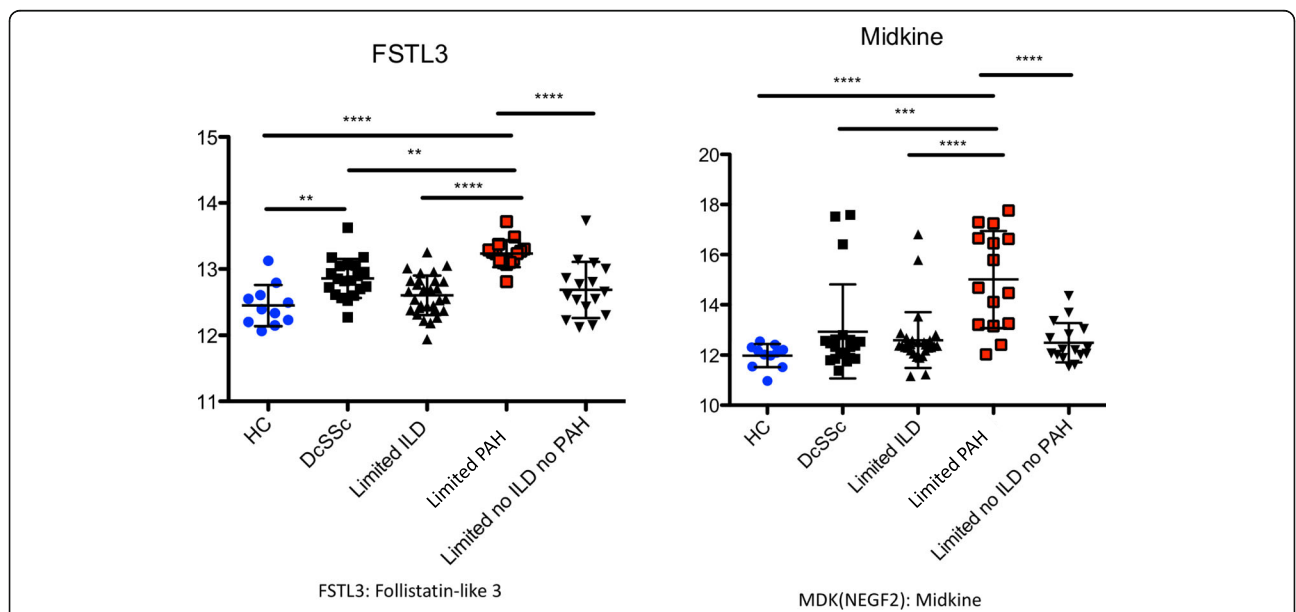 FSTL3
****
****
**
****
**
15
14
13
12
11
HC
DcSSc
Limited ILD
Limited PAH
Limited no ILD no PAH
FSTL3: Follistatin-like 3
Midkine
****
****
***
****
20
18
16
14
12
10
HC
DcSSc
Limited ILD
Limited PAH
Limited no ILD no PAH
MDK(NEGF2): Midkine